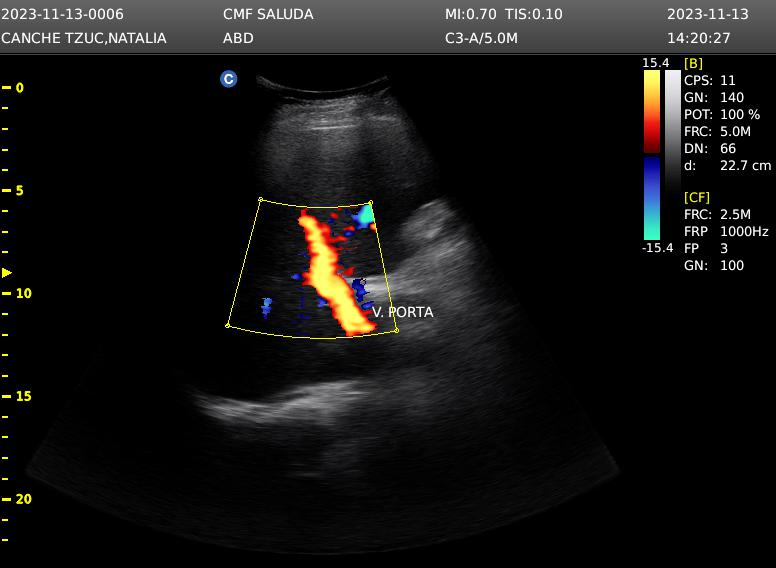 2023-11-13-0006 CMF SALUDA MI:0.70 TIS:0.10 2023-11-13
CANCHE TZUC,NATALIA ABD C3-A/5.0M 14:20:27
C
15.4 [B]
CPS: 11
GN: 140
POT: 100 %
FRC: 5.0M
DN: 66
d: 22.7 cm
[CF]
FRC: 2.5M
FRP 1000Hz
-15.4 FP 3
GN: 100
0
5
10
V. PORTA
15
20